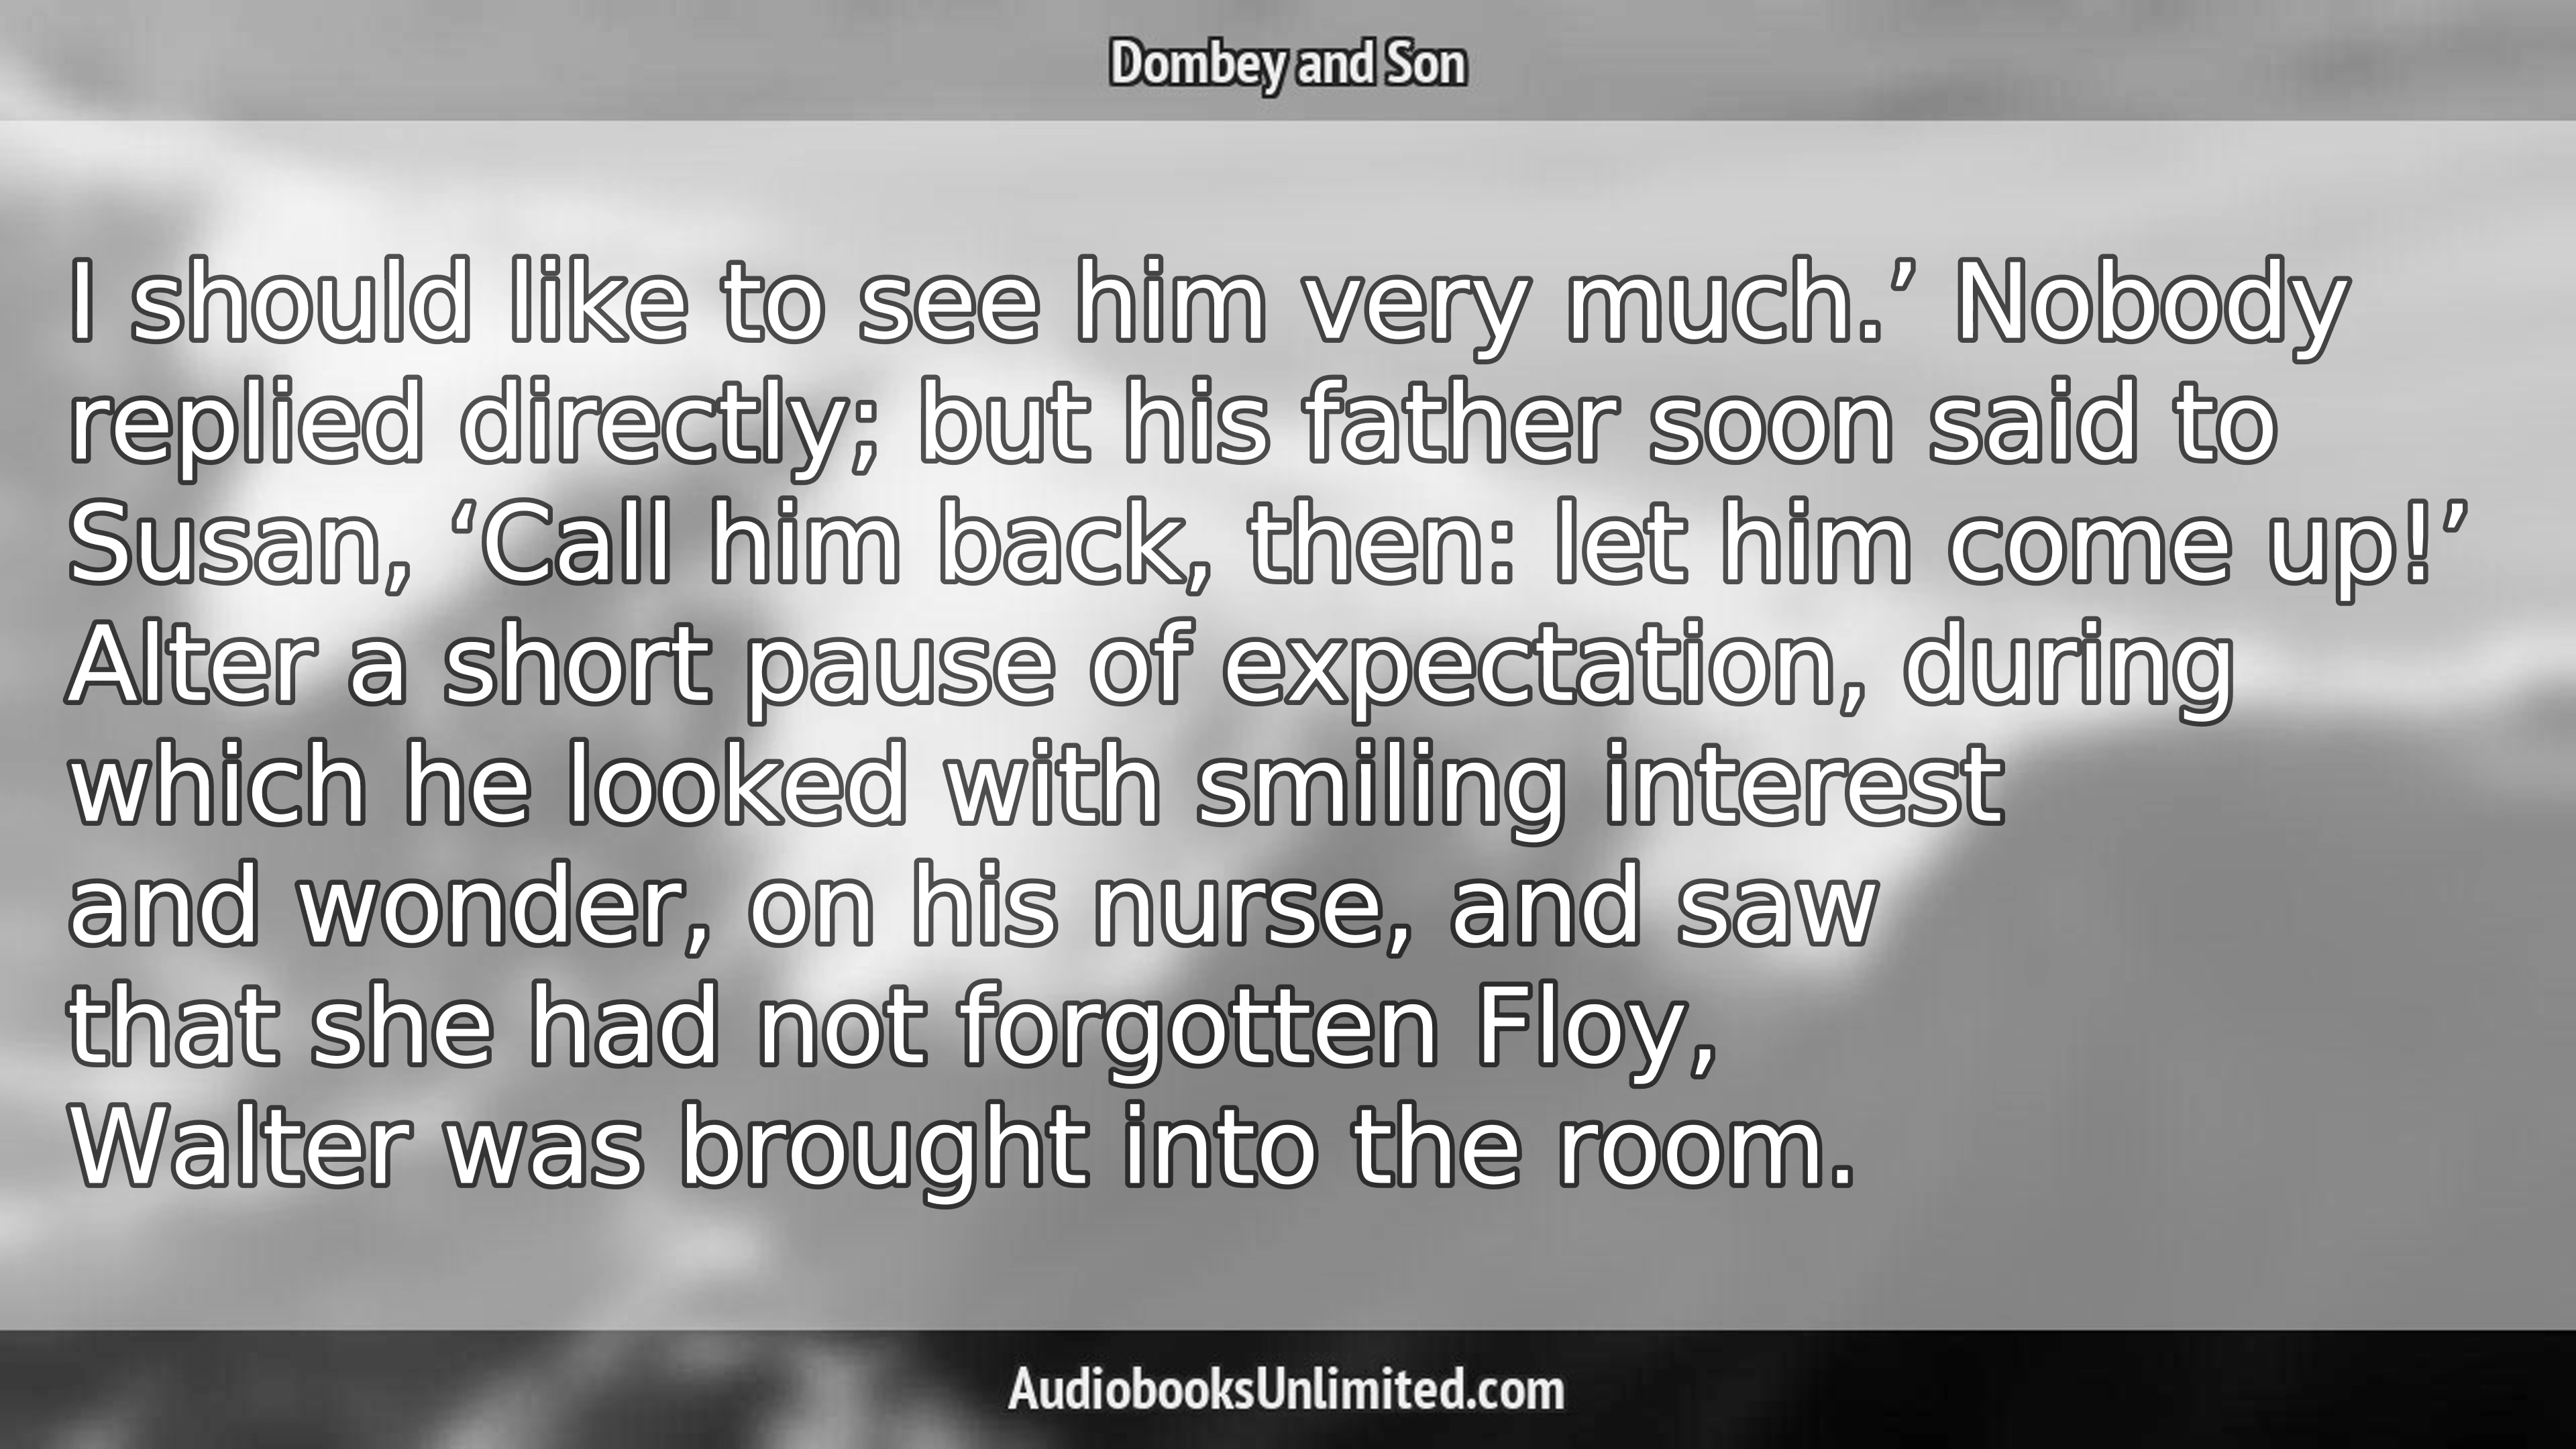 Dombey and Son
I should like to see him very much.’ Nobody
replied directly; but his father soon said to
Susan, ‘Call him back, then: let him come up!’
Alter a short pause of expectation, during
which he looked with smiling interest
and wonder, on his nurse, and saw
that she had not forgotten Floy,
Walter was brought into the room.
AudiobooksUnlimited.com